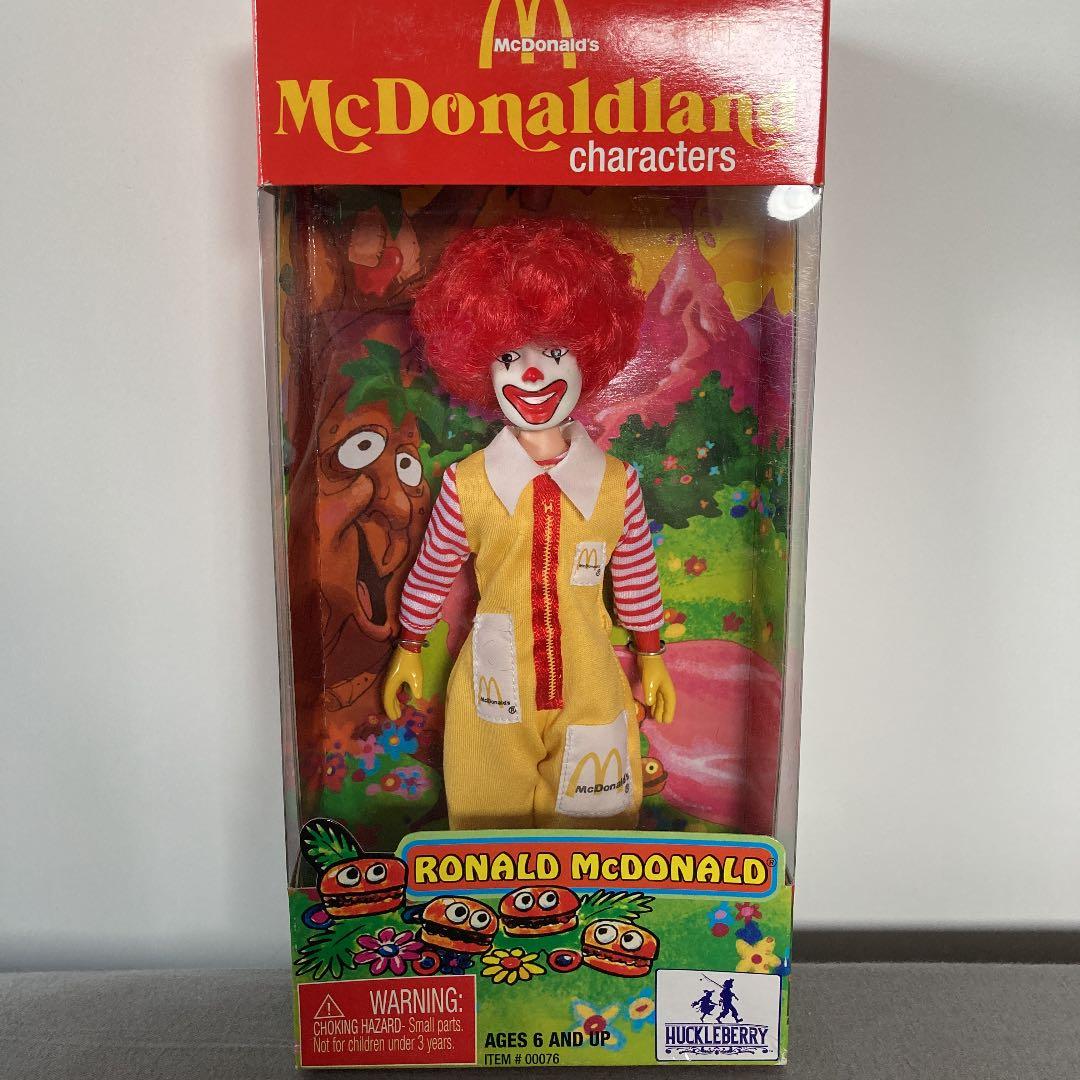 McDonald's
McDonaldland
characters
McDonald's®
McDonald's®
McDonald's®
RONALD McDONALD®
WARNING:
CHOKING HAZARD- Small parts.
Not for children under 3 years.
AGES 6 AND UP
ITEM # 00076
HUCKLEBERRY